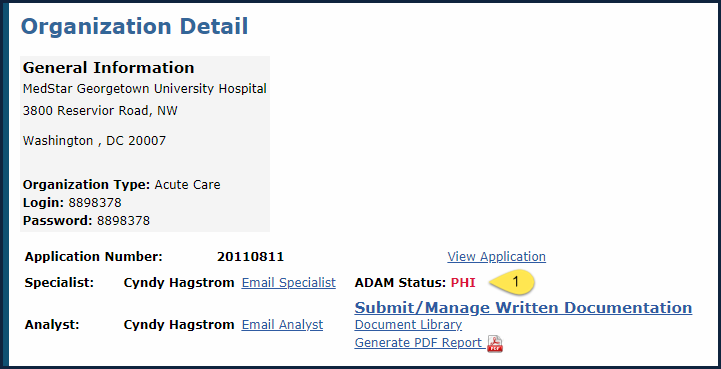 Organization Detail
General Information
MedStar Georgetown University Hospital
3800 Reservior Road, NW
Washington , DC 20007
Organization Type: Acute Care
Login: 8898378
Password: 8898378
Application Number: 20110811 View Application
Specialist: Cyndy Hagstrom Email Specialist ADAM Status: PHI 1
Submit/Manage Written Documentation
Analyst: Cyndy Hagstrom Email Analyst Document Library
Generate PDF Report PDF